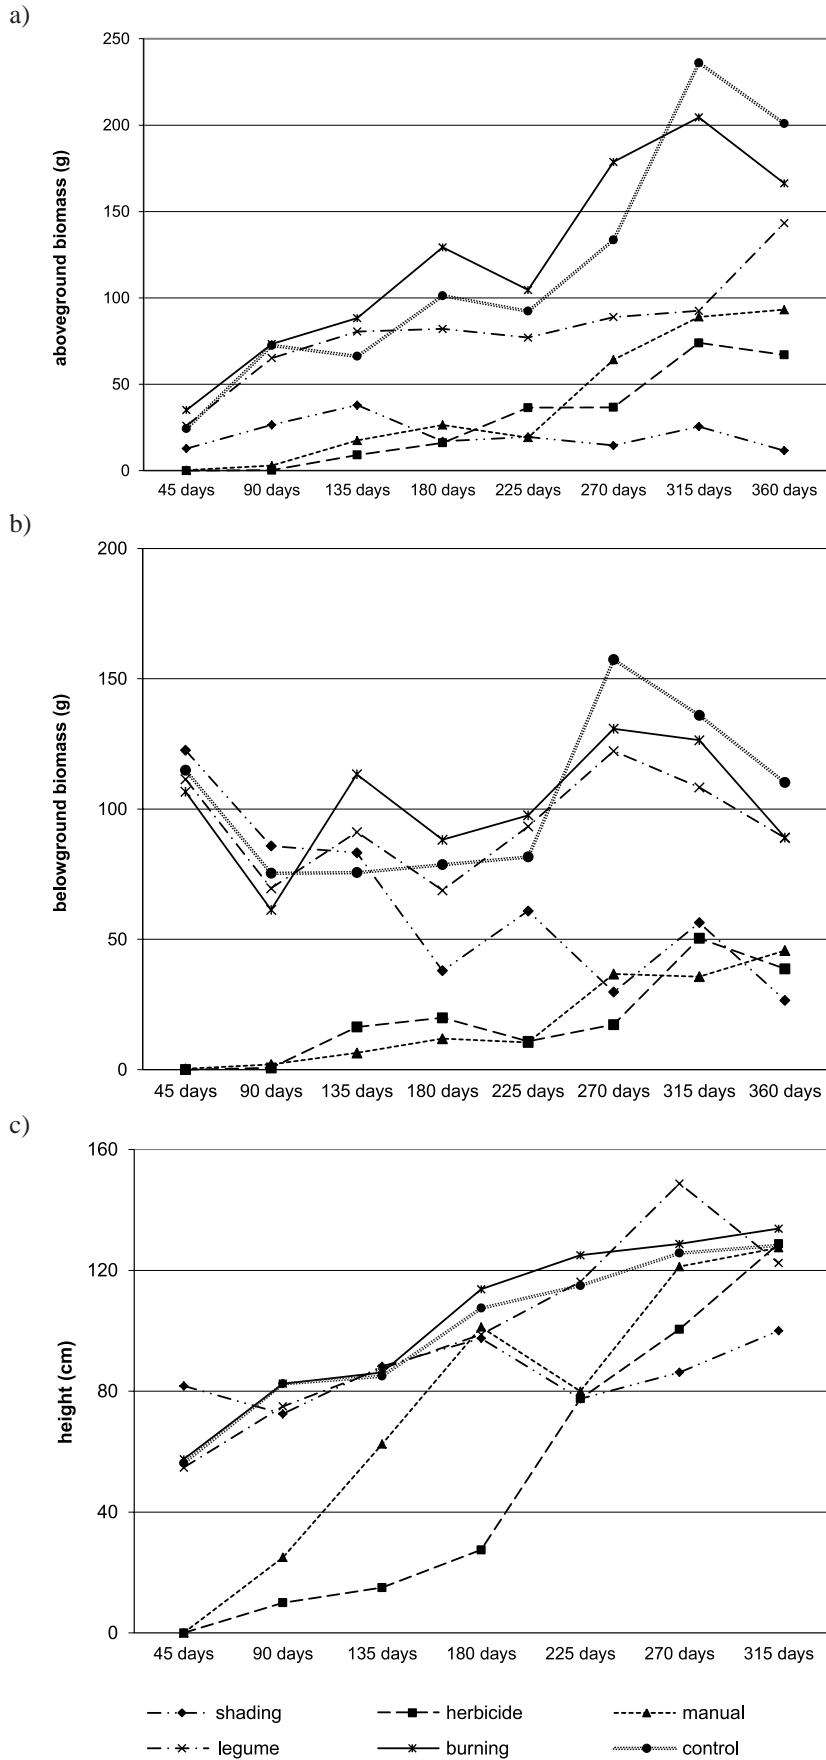 a)
250
200
150
100
50
0
aboveground biomass (g)
45 days 90 days 135 days 180 days 225 days 270 days 315 days 360 days
b)
200
150
100
50
0
belowground biomass (g)
45 days 90 days 135 days 180 days 225 days 270 days 315 days 360 days
c)
160
120
80
40
0
height (cm)
45 days 90 days 135 days 180 days 225 days 270 days 315 days
shading herbicide manual
legume burning control